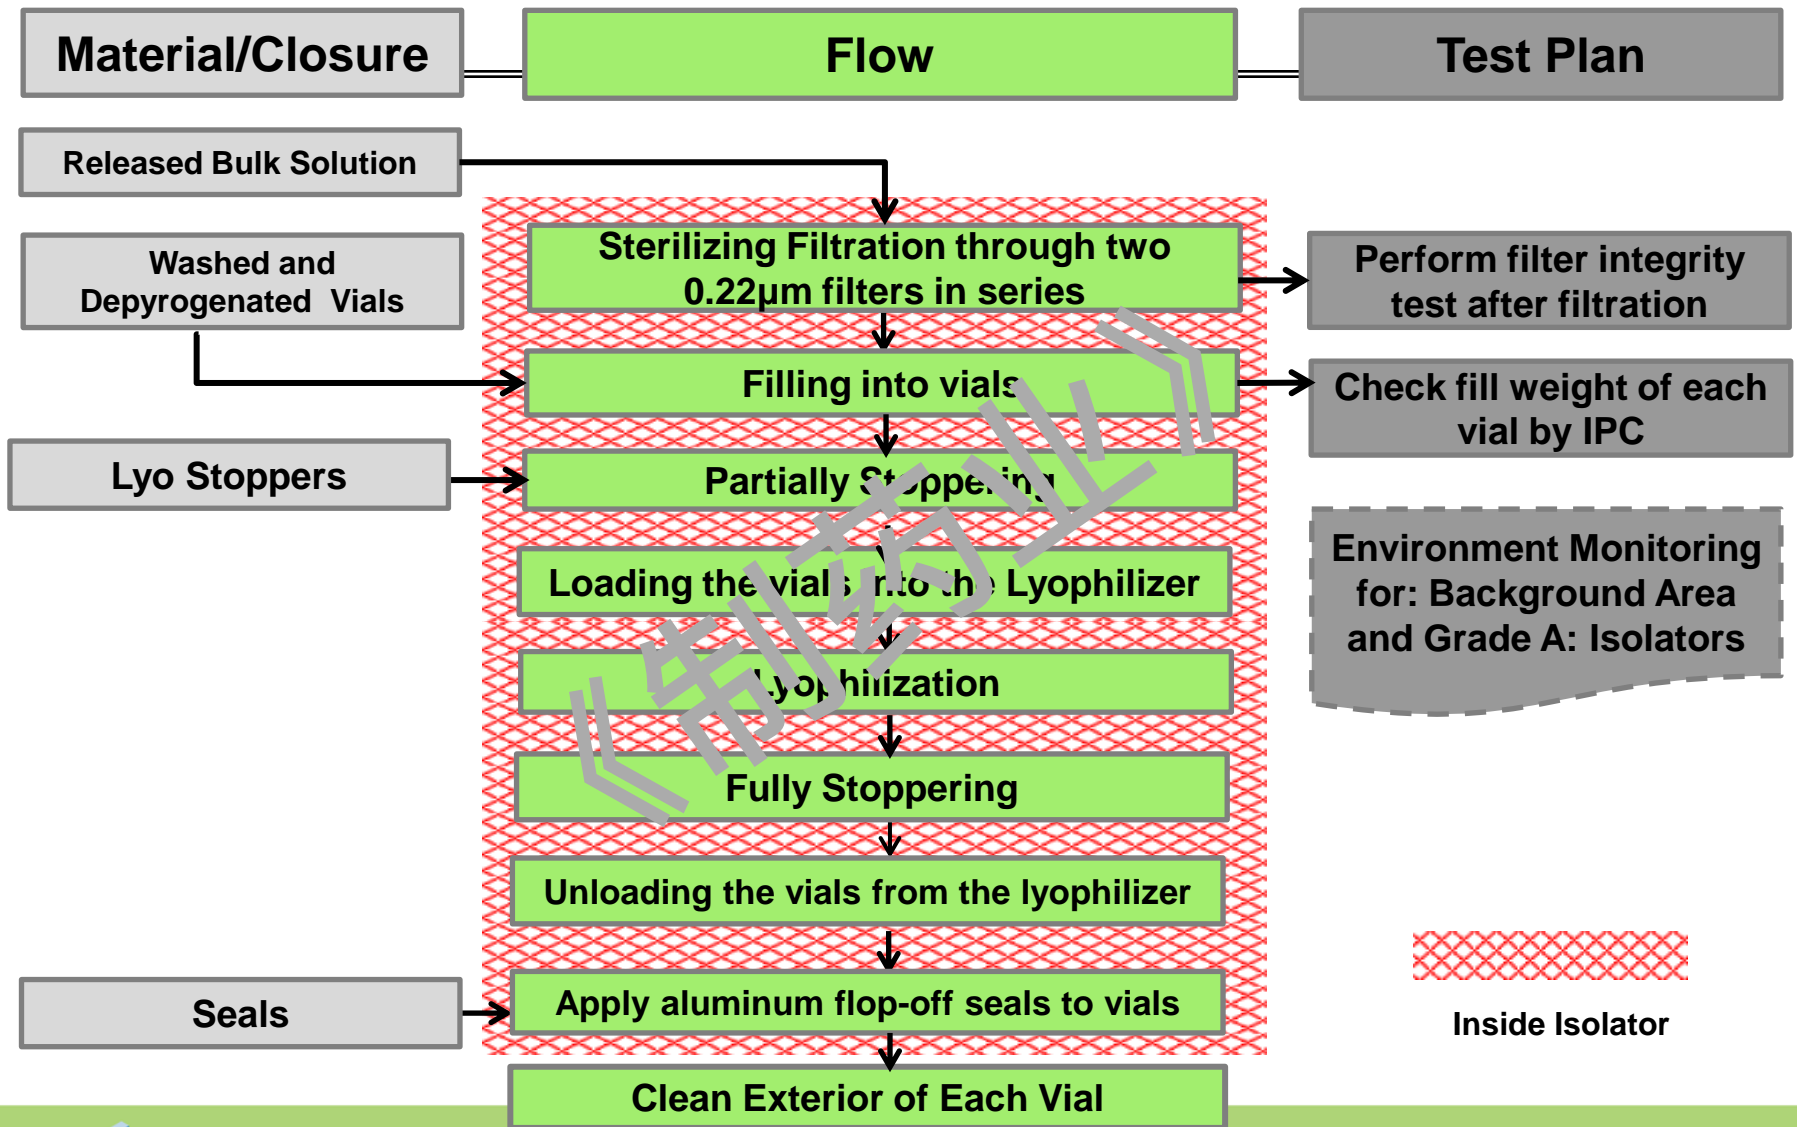 Material/Closure
Flow
Test Plan
Released Bulk Solution
Sterilizing Filtration through two
0.22µm filters in series
Perform filter integrity
test after filtration
Washed and
Depyrogenated Vials
Filling into vials
Check fill weight of each
vial by IPC
Lyo Stoppers
Partially Stoppering
Environment Monitoring
for: Background Area
and Grade A: Isolators
Loading the vials into the Lyophilizer
Lyophilization
Fully Stoppering
Unloading the vials from the lyophilizer
Seals
Apply aluminum flop-off seals to vials
Inside Isolator
Clean Exterior of Each Vial
《制药业》